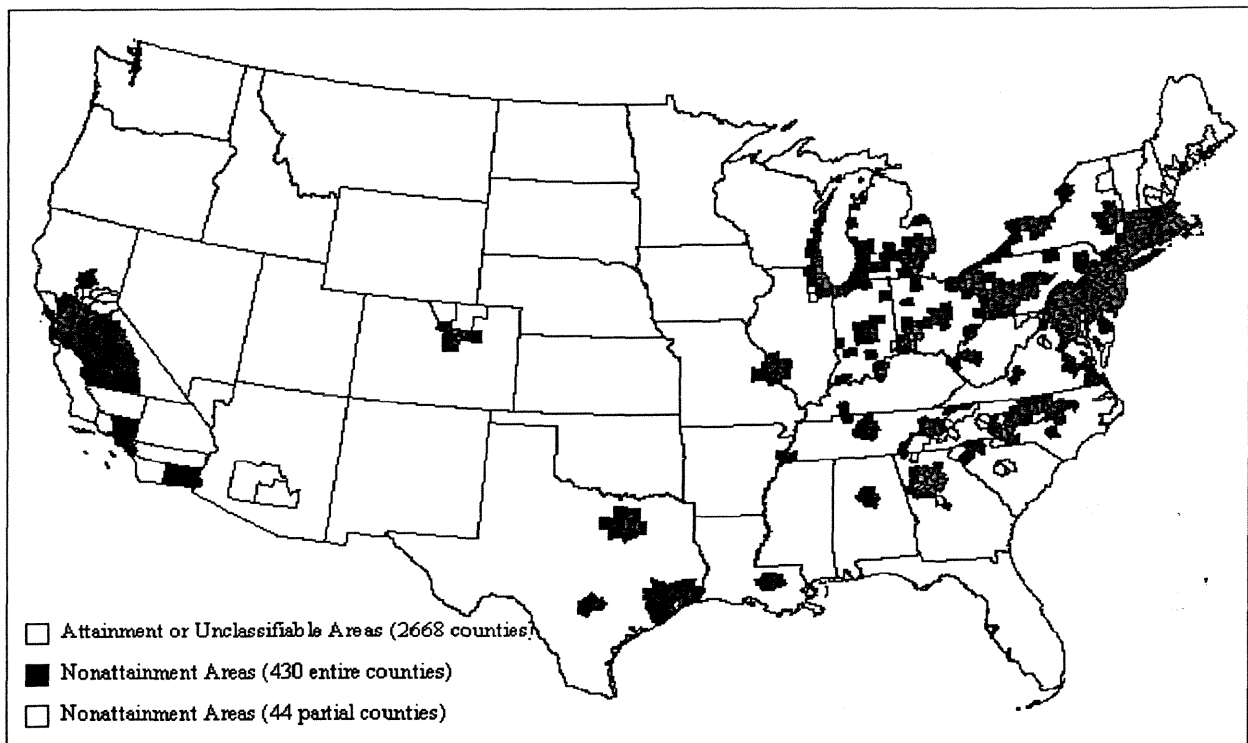 Attainment or Unclassifiable Areas (2668 counties)
Nonattainment Areas (430 entire counties)
Nonattainment Areas (44 partial counties)